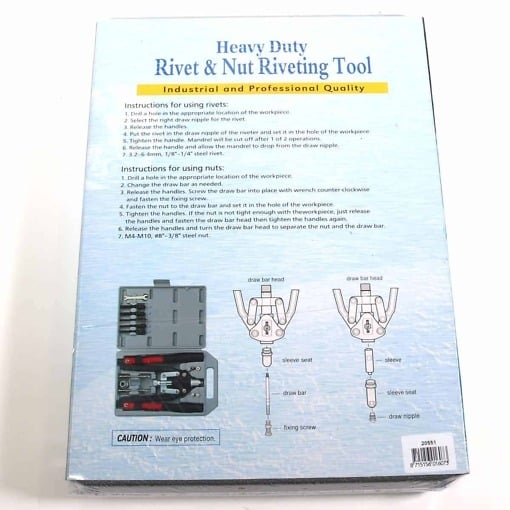 Heavy Duty
Rivet & Nut Riveting Tool
Industrial and Professional Quality
Instructions for using rivets:
1. Drill a hole in the appropriate location of the workpiece.
2. Select the right draw nipple for the rivet.
3. Release the handles.
4. Put the rivet in the draw nipple of the riveter and set it in the hole of the workpiece.
5. Tighten the handle. Mandrel will be cut off after 1 of 2 operations.
6. Release the handle and allow the mandrel to drop from the draw nipple.
7. 3.2-6.4mm, 1/8"-1/4" steel rivet.
Instructions for using nuts:
1. Drill a hole in the appropriate location of the workpiece.
2. Change the draw bar as needed.
3. Release handles. Screw the draw bar into place with wrench counter clockwise
and fasten the fixing screw.
4. Fasten the nut to the draw bar and set it in the hole of the workpiece.
5. Tighten the handles. If the nut is not tight enough with theworkpiece, just release
the handles and fasten the draw bar head then tighten the handles again.
6. Release the handles and turn the draw bar head to separate the nut and the draw bar.
7. M4-M10, #8"-3/8" steel nut.
draw bar head
draw bar head
sleeve seat
sleeve
draw bar
sleeve seat
fixing screw
draw nipple
CAUTION : Wear eye protection.
20551